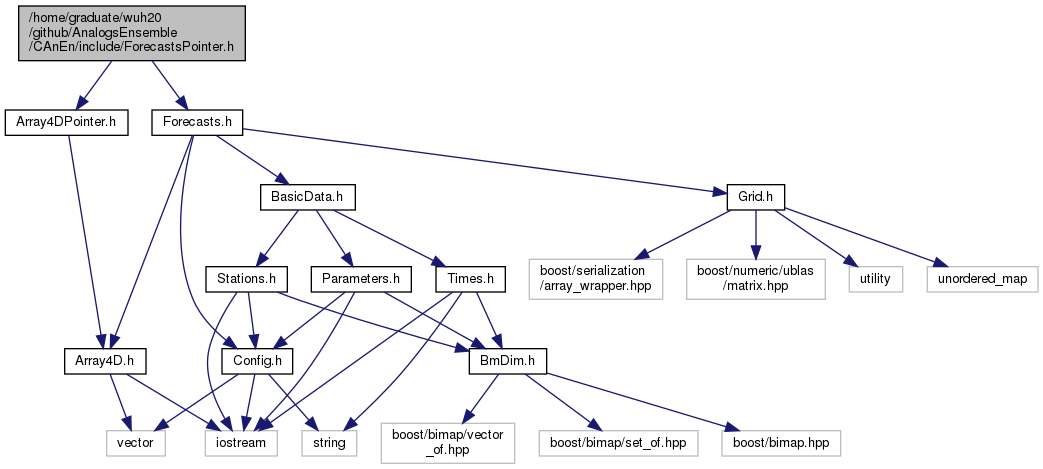 /home/graduate/wuh20
/github/AnalogsEnsemble
/CAnEn/include/ForecastsPointer.h
Array4DPointer.h
Forecasts.h
BasicData.h
Grid.h
Stations.h
Parameters.h
Times.h
boost/serialization
/array_wrapper.hpp
boost/numeric/ublas
/matrix.hpp
utility
unordered_map
Array4D.h
Config.h
BmDim.h
vector
iostream
string
boost/bimap/vector
_of.hpp
boost/bimap/set_of.hpp
boost/bimap.hpp